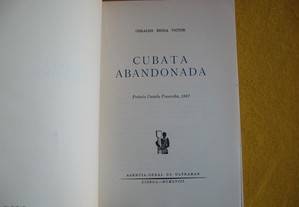 GERALDO BESSA VICTOR
CUBATA
ABANDONADA
Prémio Camilo Pessanha, 1957
AGÊNCIA-GERAL DO ULTRAMAR
LISBOA - MCMLVIII